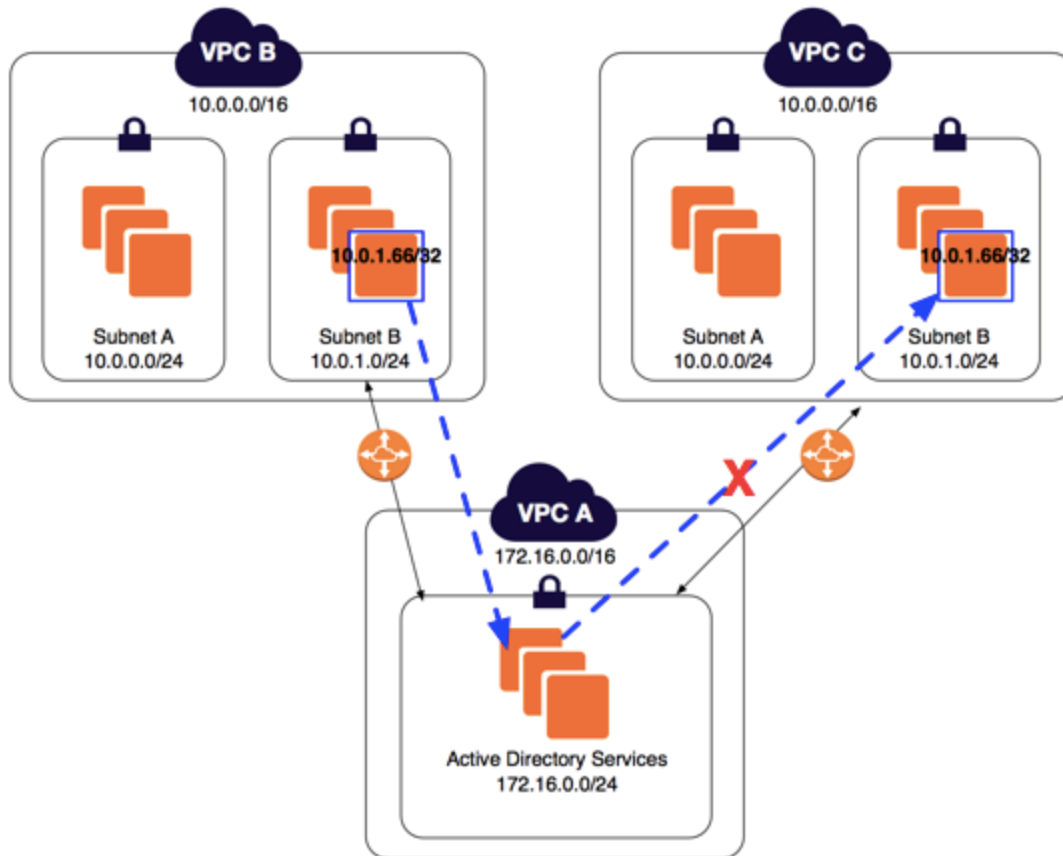 VPC B
10.0.0.0/16
10.0.1.66/32
Subnet A
10.0.0.0/24
Subnet B
10.0.1.0/24
VPC C
10.0.0.0/16
10.0.1.66/32
Subnet A
10.0.0.0/24
Subnet B
10.0.1.0/24
X
VPC A
172.16.0.0/16
Active Directory Services
172.16.0.0/24